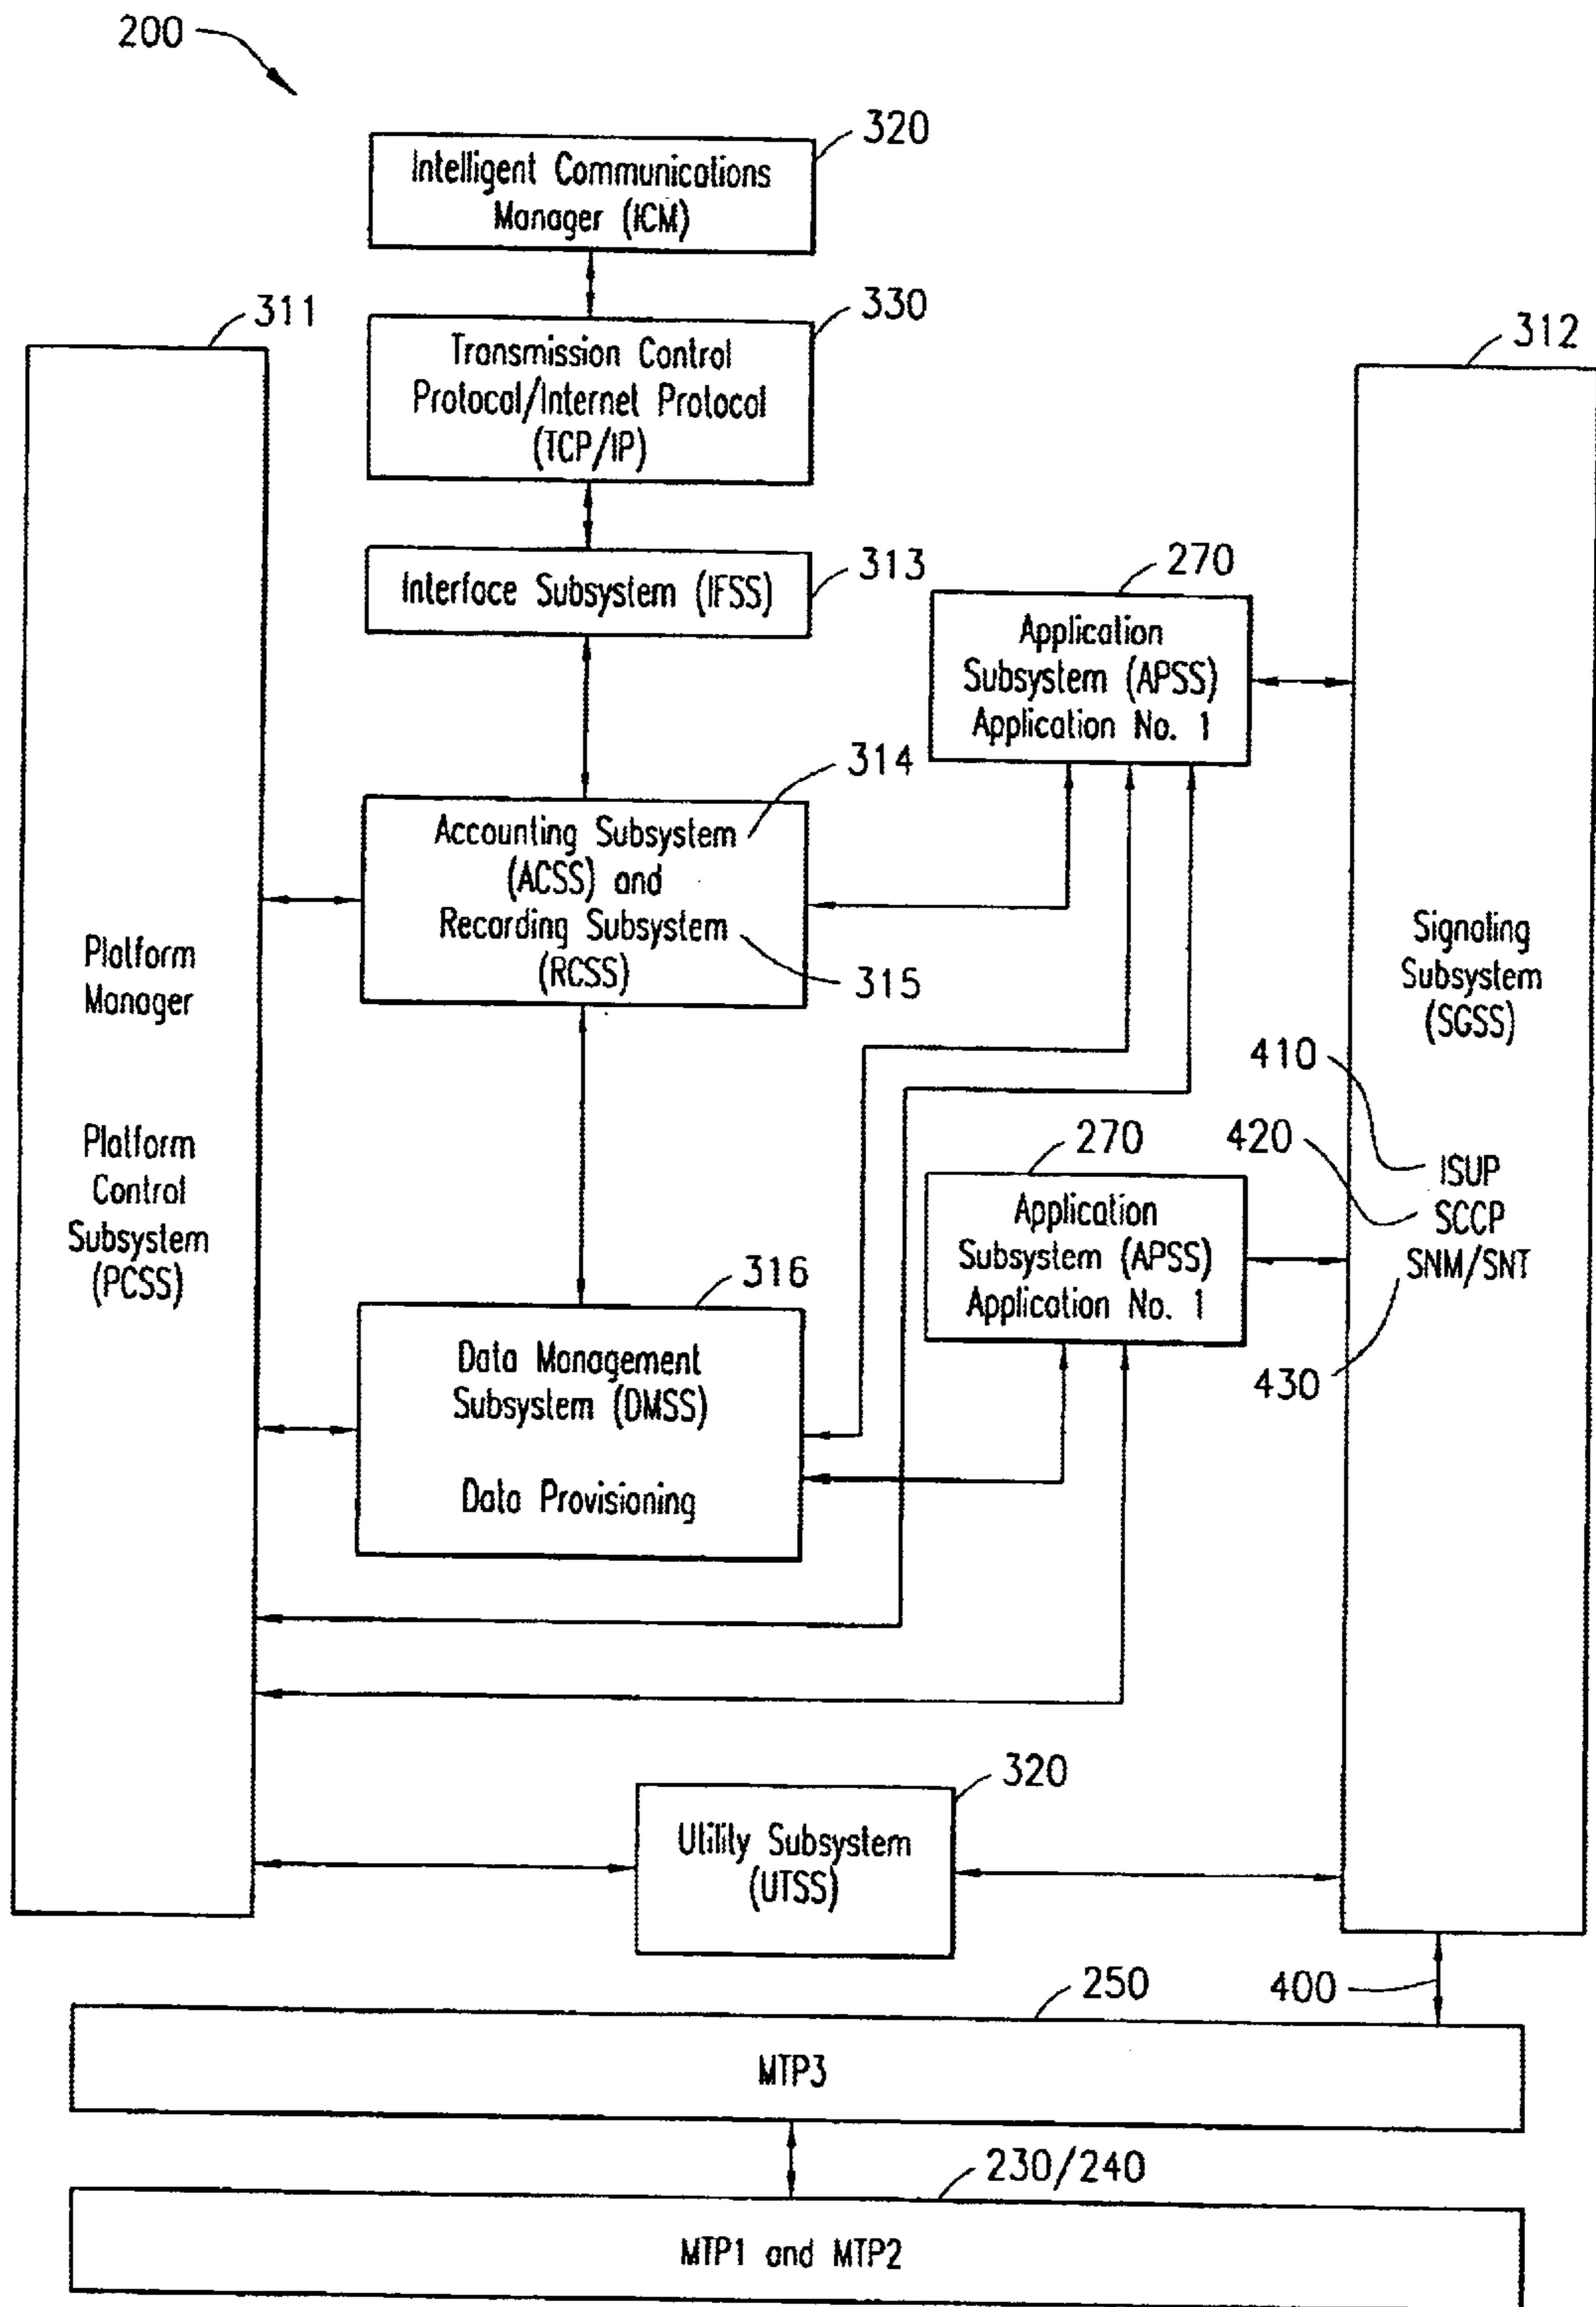 200
320
Intelligent Communications
Manager (ICM)
330
Transmission Control
Protocal/Internet Protocal
(TCP/IP)
311
312
Interface Subsystem (IFSS)
313
270
Application
Subsystem (APSS)
Application No. 1
314
Accounting Subsystem
(ACSS) and
Recording Subsystem
(RCSS)
315
Platform
Manager
Platform
Control
Subsystem
(PCSS)
Signaling
Subsystem
(SGSS)
410
420
ISUP
SCCP
SNM/SNT
430
270
Application
Subsystem (APSS)
Application No. 1
316
Data Management
Subsystem (DMSS)
Data Provisioning
320
Utility Subsystem
(UTSS)
400
250
MTP3
230/240
MTP1 and MTP2